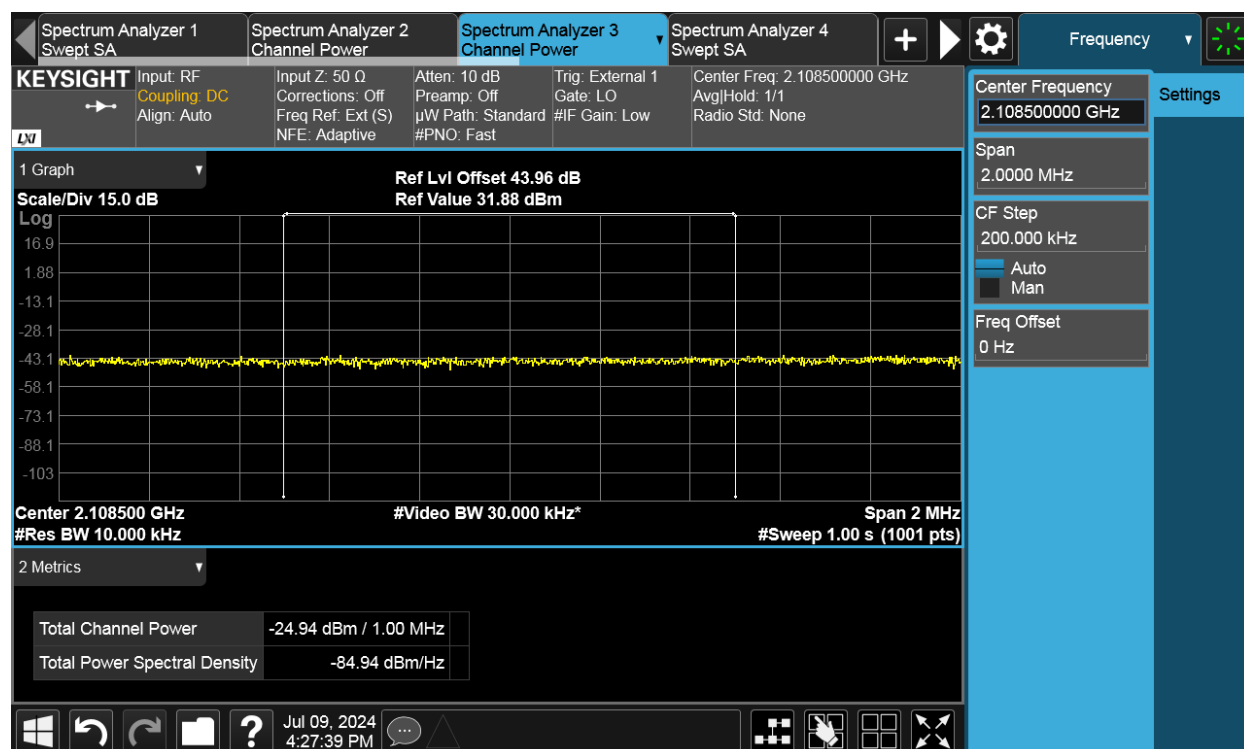 Spectrum Analyzer 1
Swept SA
Spectrum Analyzer 2
Channel Power
Spectrum Analyzer 3
Channel Power
Spectrum Analyzer 4
Swept SA
Frequency
KEYSIGHT
LXI
Input: RF
Coupling: DC
Align: Auto
Input Z: 50 Ω
Corrections: Off
Freq Ref: Ext (S)
NFE: Adaptive
Atten: 10 dB
Preamp: Off
µW Path: Standard
#PNO: Fast
Trig: External 1
Gate: LO
#IF Gain: Low
Center Freq: 2.108500000 GHz
Avg|Hold: 1/1
Radio Std: None
Center Frequency
2.108500000 GHz
Settings
Span
2.0000 MHz
CF Step
200.000 kHz
Auto
Man
Freq Offset
0 Hz
1 Graph
Ref Lvl Offset 43.96 dB
Scale/Div 15.0 dB
Ref Value 31.88 dBm
Log
16.9
1.88
-13.1
-28.1
-43.1
-58.1
-73.1
-88.1
-103
Center 2.108500 GHz
#Video BW 30.000 kHz*
Span 2 MHz
#Res BW 10.000 kHz
#Sweep 1.00 s (1001 pts)
2 Metrics
Total Channel Power -24.94 dBm / 1.00 MHz
Total Power Spectral Density -84.94 dBm/Hz
Jul 09, 2024
4:27:39 PM